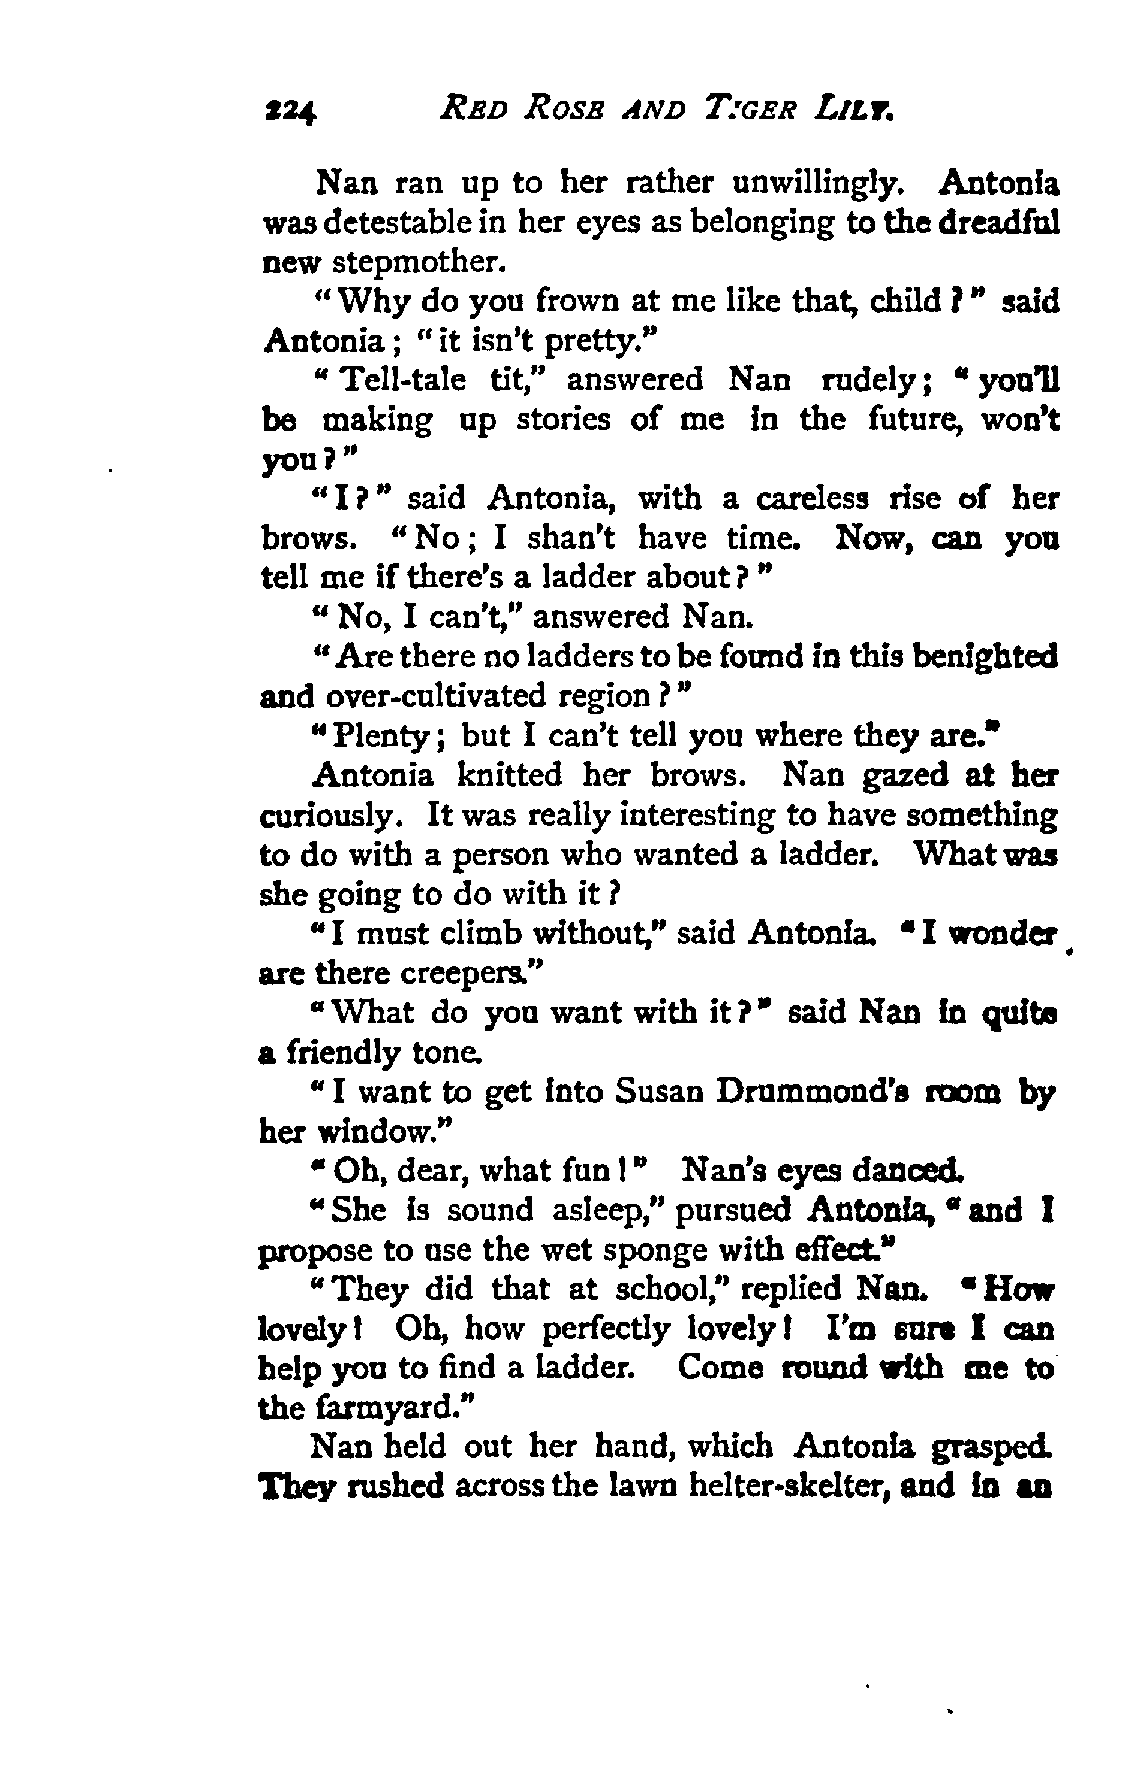 224 RED ROSE AND TIGER LILY.
Nan ran up to her rather unwillingly. Antonia
was detestable in her eyes as belonging to the dreadful
new stepmother.
"Why do you frown at me like that, child?" said
Antonia; "it isn't pretty."
"Tell-tale tit," answered Nan rudely; "you'll
be making up stories of me in the future, won't
you?"
"I?" said Antonia, with a careless rise of her
brows. "No; I shan't have time. Now, can you
tell me if there's a ladder about?"
"No, I can't," answered Nan.
"Are there no ladders to be found in this benighted
and over-cultivated region?"
"Plenty; but I can't tell you where they are."
Antonia knitted her brows. Nan gazed at her
curiously. It was really interesting to have something
to do with a person who wanted a ladder. What was
she going to do with it?
"I must climb without," said Antonia. "I wonder
are there creepers."
"What do you want with it?" said Nan in quite
a friendly tone.
"I want to get into Susan Drummond's room by
her window."
"Oh, dear, what fun!" Nan's eyes danced.
"She is sound asleep," pursued Antonia, "and I
propose to use the wet sponge with effect."
"They did that at school," replied Nan. "How
lovely! Oh, how perfectly lovely! I'm sure I can
help you to find a ladder. Come round with me to
the farmyard."
Nan held out her hand, which Antonia grasped.
They rushed across the lawn helter-skelter, and in an